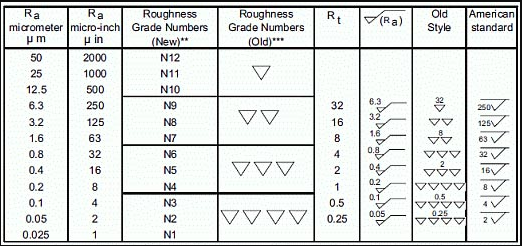 Ra micrometer µ m Ra micro-inch µ in Roughness Grade Numbers (New)** Roughness Grade Numbers (Old)*** Rt (Ra) Old Style American standard
50 2000 N12
25 1000 N11
12.5 500 N10
6.3 250 N9 32 6.3 32 250
3.2 125 N8 16 3.2 125
1.6 63 N7 8 1.6 8 63
0.8 32 N6 4 0.8 32
0.4 16 N5 2 0.4 2 16
0.2 8 N4 1 0.2 8
0.1 4 N3 0.5 0.1 0.5 4
0.05 2 N2 0.25 0.05 0.25 2
0.025 1 N1